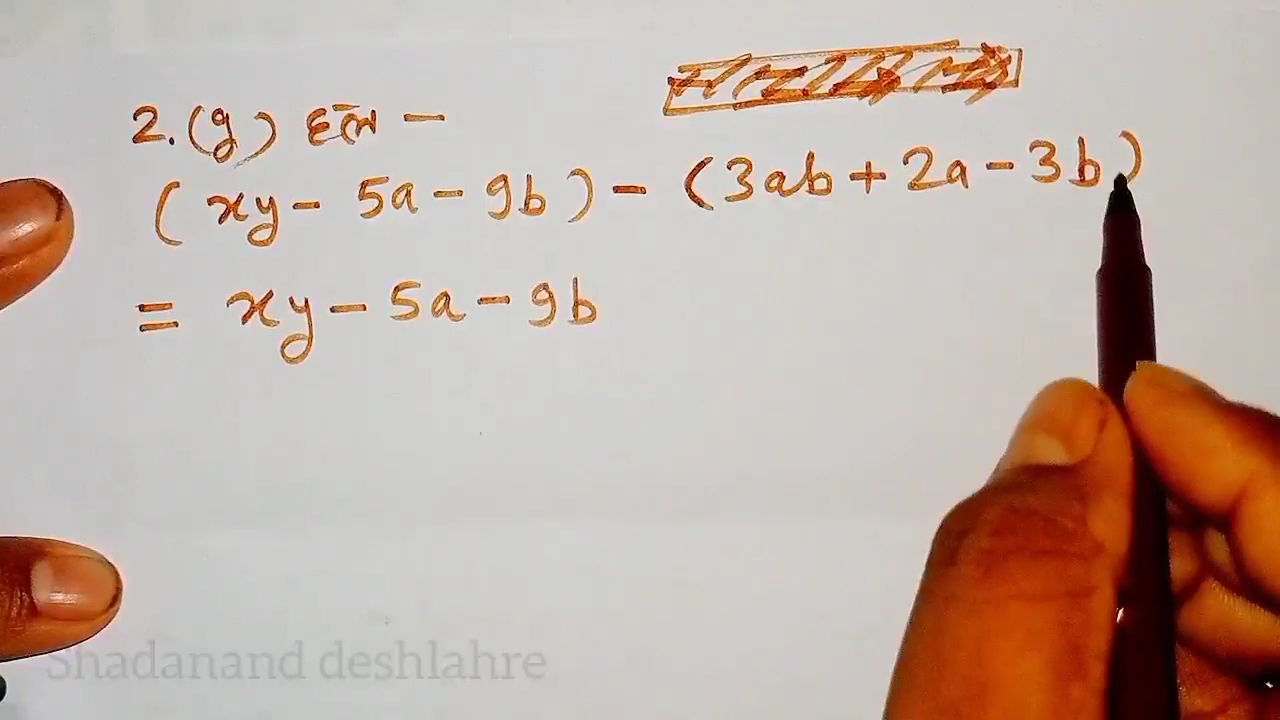 2. (g) हल -
( xy - 5a - 9b ) - (3ab + 2a - 3b)
= xy - 5a - 9b
Shadanand deshlahre